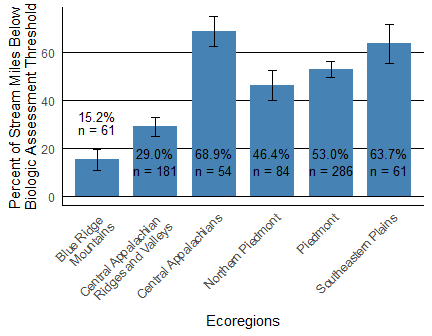 Percent of Stream Miles Below
Biologic Assessment Threshold
60
40
20
0
15.2%
n = 61
29.0%
n = 181
68.9%
n = 54
46.4%
n = 84
53.0%
n = 286
63.7%
n = 61
Blue Ridge
Mountains
Central Appalachian
Ridges and Valleys
Central Appalachians
Northern Piedmont
Piedmont
Southeastern Plains
Ecoregions